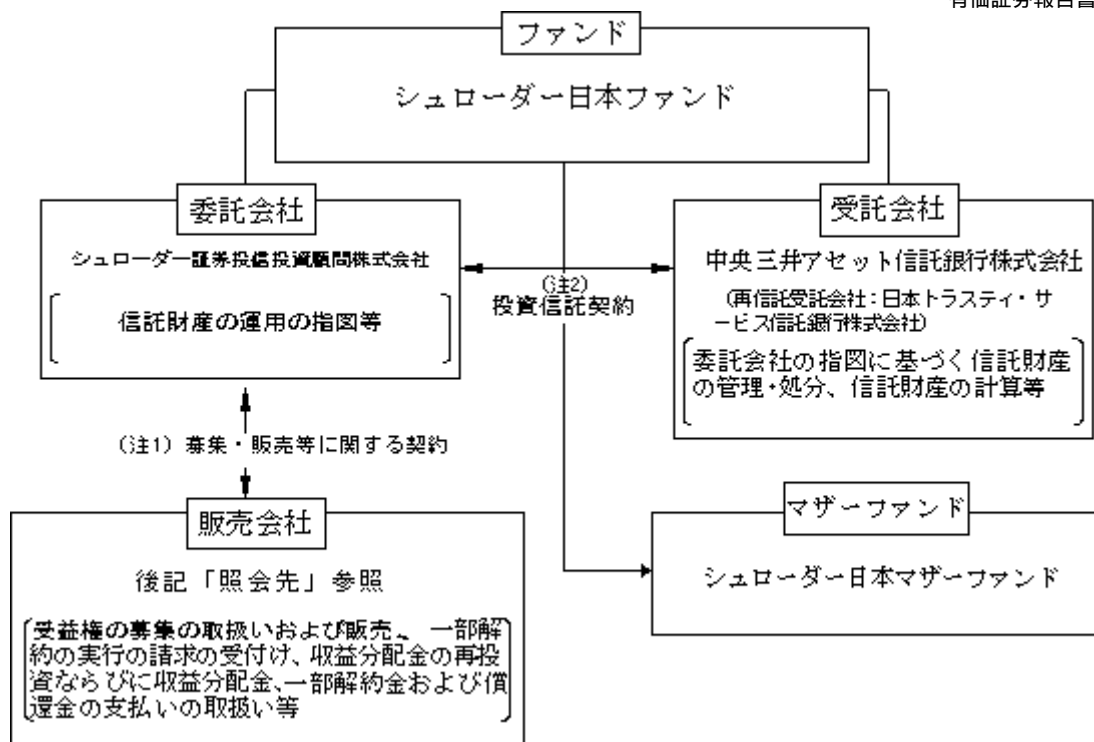 有価証券報告書
ファンド
シュローダー日本ファンド
委託会社
シュローダー証券投信投資顧問株式会社
信託財産の運用の指図等
(注2)
投資信託契約
受託会社
中央三井アセット信託銀行株式会社
(再信託受託会社：日本トラスティ・サ
ービス信託銀行株式会社)
委託会社の指図に基づく信託財産
の管理・処分、信託財産の計算等
(注1) 募集・販売等に関する契約
販売会社
後記「照会先」参照
受益権の募集の取扱いおよび販売、一部解
約の実行の請求の受付け、収益分配金の再投
資ならびに収益分配金、一部解約金および償
還金の支払いの取扱い等
マザーファンド
シュローダー日本マザーファンド